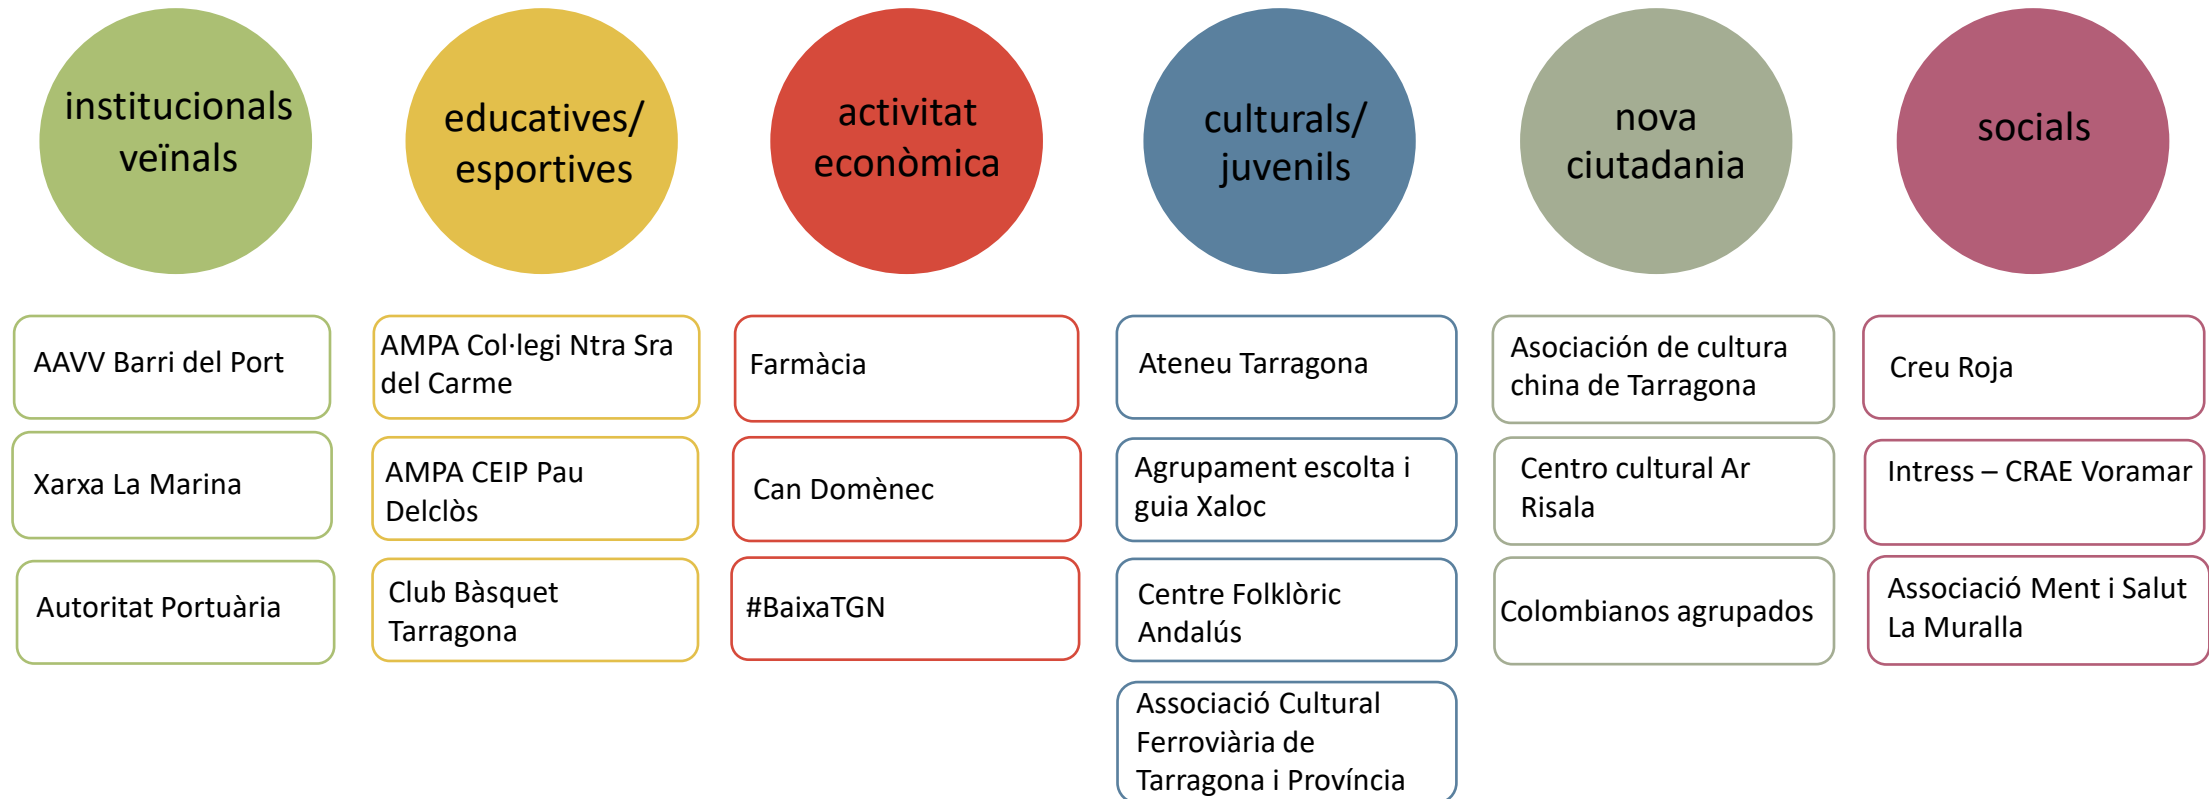 institucionals
veïnals
educatives/
esportives
activitat
econòmica
culturals/
juvenils
nova
ciutadania
socials
AAVV Barri del Port
Xarxa La Marina
Autoritat Portuària
AMPA Col·legi Ntra Sra
del Carme
AMPA CEIP Pau
Delclòs
Club Bàsquet
Tarragona
Farmàcia
Can Domènec
#BaixaTGN
Ateneu Tarragona
Agrupament escolta i
guia Xaloc
Centre Folklòric
Andalús
Associació Cultural
Ferroviària de
Tarragona i Província
Asociación de cultura
china de Tarragona
Centro cultural Ar
Risala
Colombianos agrupados
Creu Roja
Intress – CRAE Voramar
Associació Ment i Salut
La Muralla